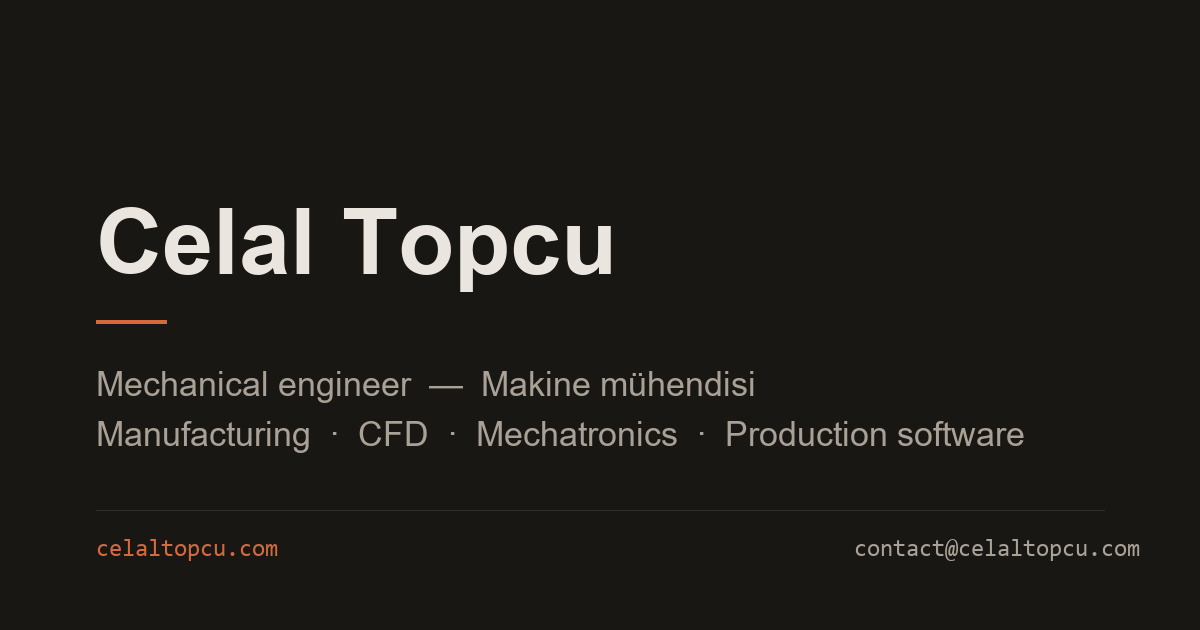 Celal Topcu
Mechanical engineer — Makine mühendisi
Manufacturing · CFD · Mechatronics · Production software
celaltopcu.com
contact@celaltopcu.com